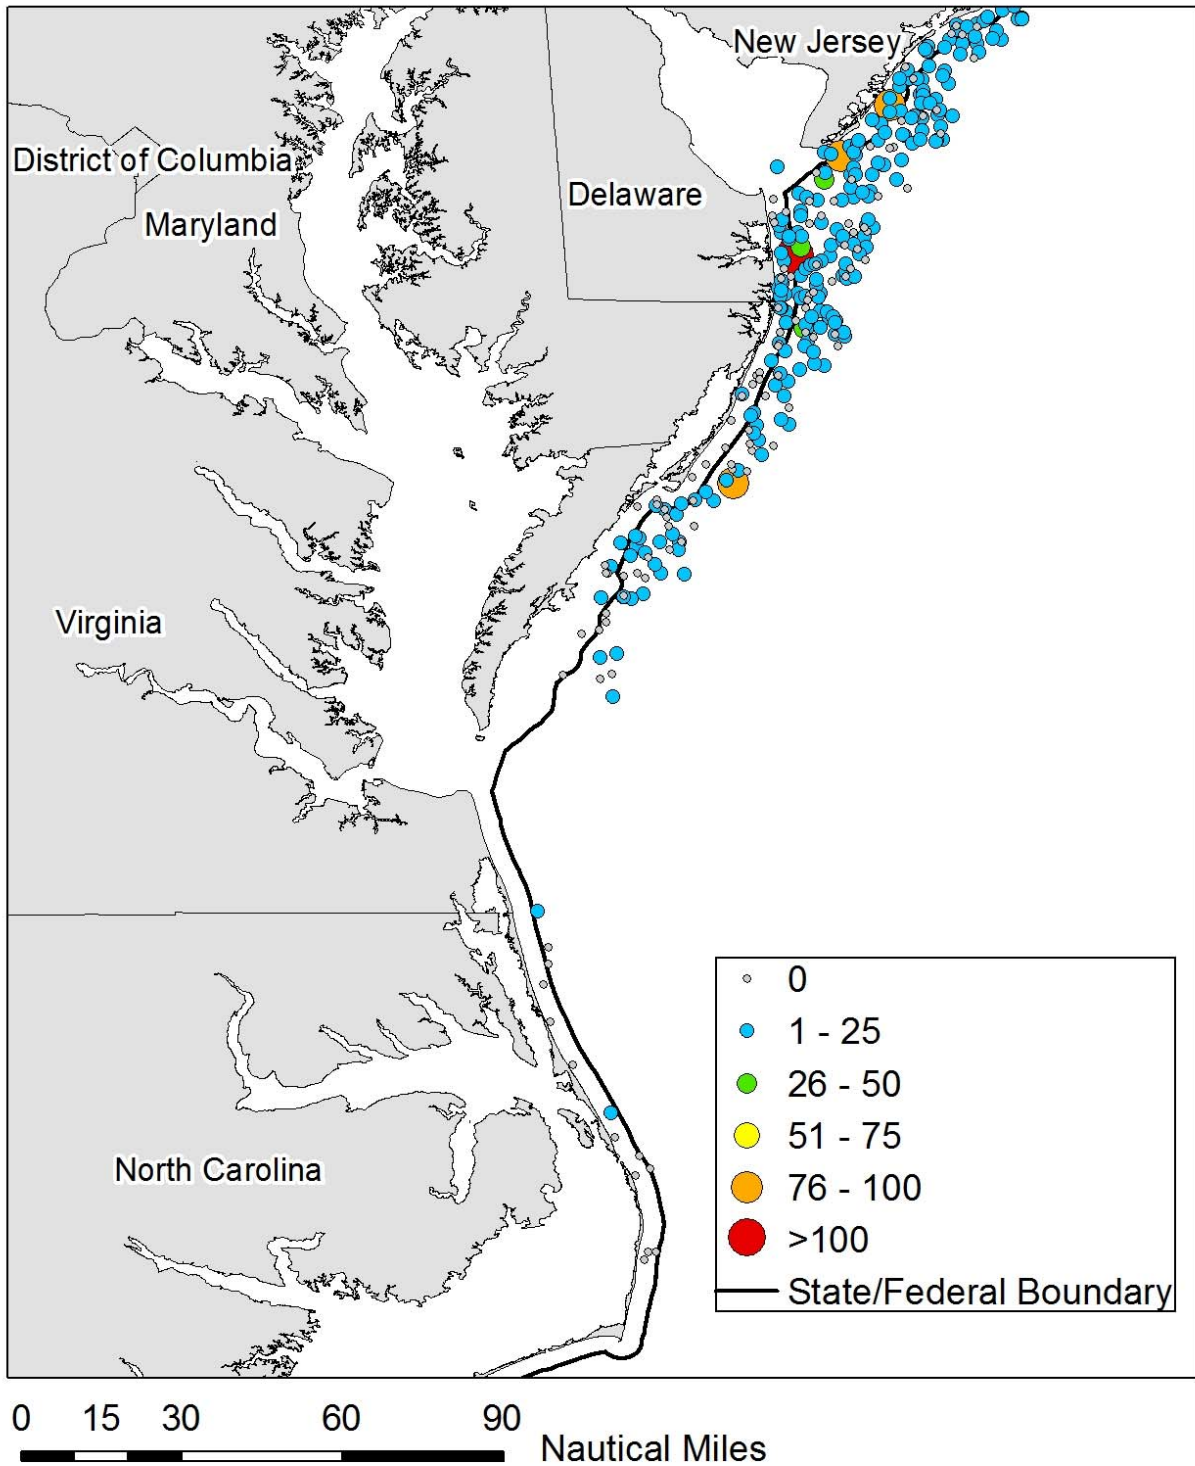 New Jersey
District of Columbia
Delaware
Maryland
Virginia
North Carolina
0
1 - 25
26 - 50
51 - 75
76 - 100
>100
State/Federal Boundary
0 15 30 60 90
Nautical Miles